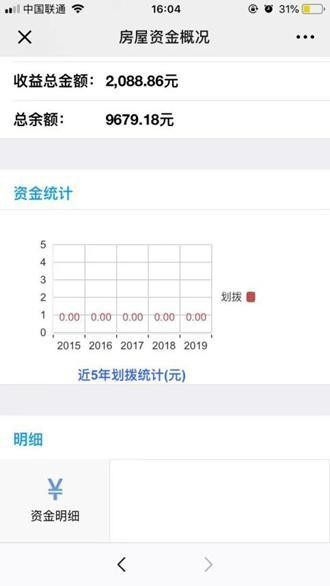 中国联通 16:04 31%
房屋资金概况
收益总金额: 2,088.86元
总余额: 9679.18元
资金统计
5
4
3
2
1
0
0.00 0.00 0.00 0.00 0.00
划拨
2015 2016 2017 2018 2019
近5年划拨统计(元)
明细
¥
资金明细